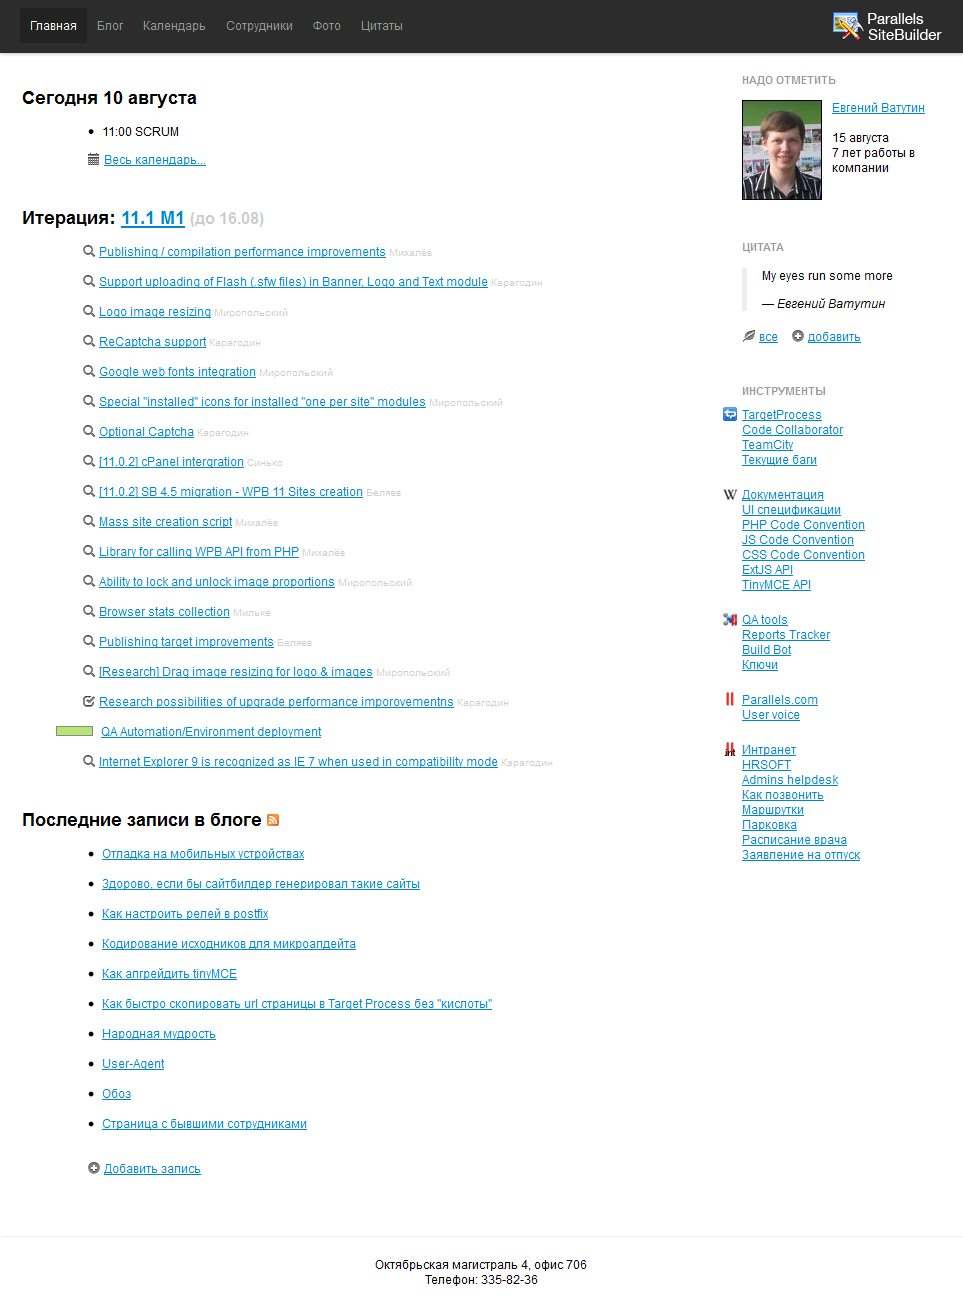 Главная Блог Календарь Сотрудники Фото Цитаты
Parallels
SiteBuilder
Сегодня 10 августа
11:00 SCRUM
Весь календарь...
Итерация: 11.1 M1 (до 16.08)
Publishing / compilation performance improvements Михалёв
Support uploading of Flash (.sfw files) in Banner, Logo and Text module Карагодин
Logo image resizing Миропольский
ReCaptcha support Карагодин
Google web fonts integration Миропольский
Special "installed" icons for installed "one per site" modules Миропольский
Optional Captcha Карагодин
[11.0.2] cPanel intergration Синько
[11.0.2] SB 4.5 migration - WPB 11 Sites creation Беляев
Mass site creation script Михалёв
Library for calling WPB API from PHP Михалёв
Ability to lock and unlock image proportions Миропольский
Browser stats collection Мильке
Publishing target improvements Беляев
[Research] Drag image resizing for logo & images Миропольский
Research possibilities of upgrade performance imporovementns Карагодин
QA Automation/Environment deployment
Internet Explorer 9 is recognized as IE 7 when used in compatibility mode Карагодин
Последние записи в блоге
Отладка на мобильных устройствах
Здорово, если бы сайтбилдер генерировал такие сайты
Как настроить релей в postfix
Кодирование исходников для микроапдейта
Как апгрейдить tinyMCE
Как быстро скопировать url страницы в Target Process без "кислоты"
Народная мудрость
User-Agent
Обоз
Страница с бывшими сотрудниками
Добавить запись
НАДО ОТМЕТИТЬ
Евгений Ватутин
15 августа
7 лет работы в
компании
ЦИТАТА
My eyes run some more
— Евгений Ватутин
все добавить
ИНСТРУМЕНТЫ
TargetProcess
Code Collaborator
TeamCity
Текущие баги
W Документация
UI спецификации
PHP Code Convention
JS Code Convention
CSS Code Convention
ExtJS API
TinyMCE API
QA tools
Reports Tracker
Build Bot
Ключи
Parallels.com
User voice
Интранет
HRSOFT
Admins helpdesk
Как позвонить
Маршрутки
Парковка
Расписание врача
Заявление на отпуск
Октябрьская магистраль 4, офис 706
Телефон: 335-82-36